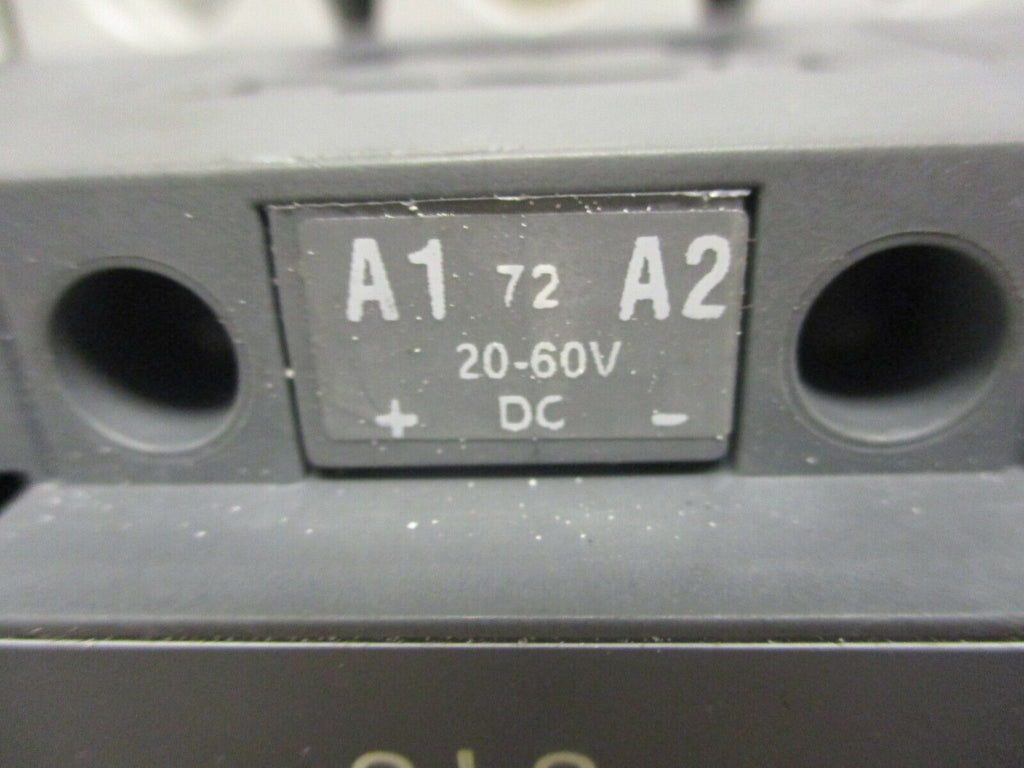 A1 72 A2
20-60V
+ DC -